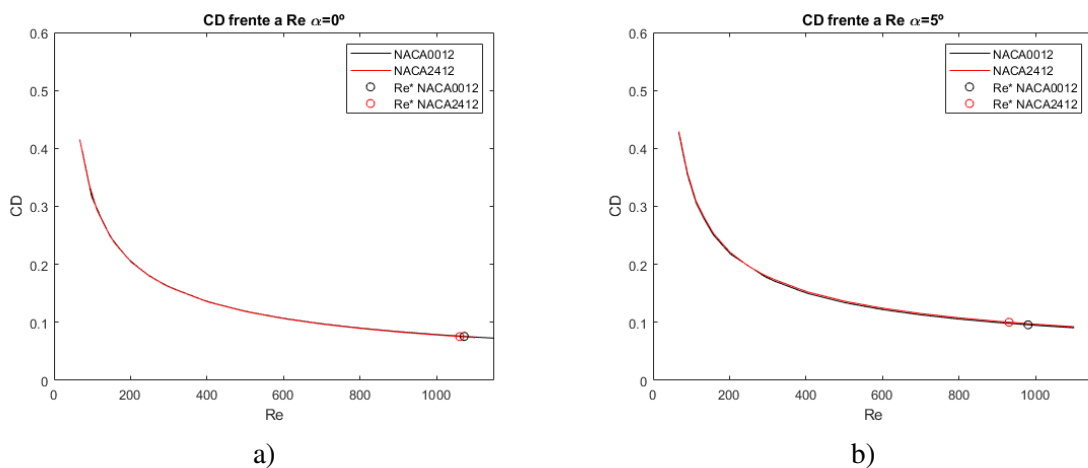 CD frente a Re α=0º
0.6
0.5
0.4
0.3
0.2
0.1
0
CD
0
200
400
600
800
1000
Re
NACA0012
NACA2412
Re* NACA0012
Re* NACA2412
a)
CD frente a Re α=5º
0.6
0.5
0.4
0.3
0.2
0.1
0
CD
0
200
400
600
800
1000
Re
NACA0012
NACA2412
Re* NACA0012
Re* NACA2412
b)